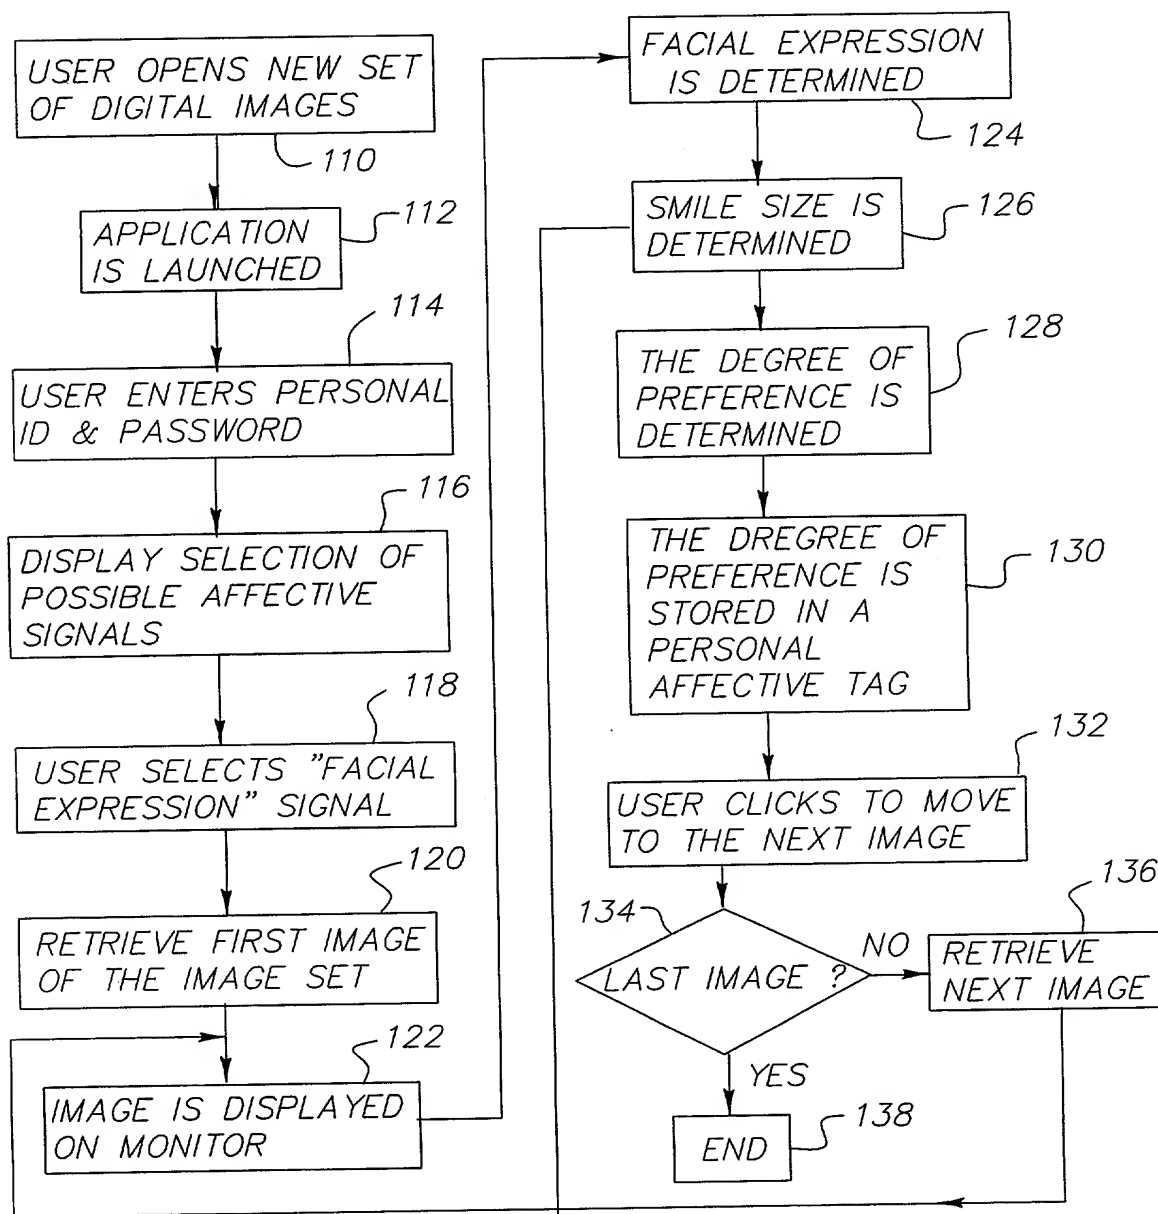 USER OPENS NEW SET
OF DIGITAL IMAGES
110
APPLICATION
IS LAUNCHED
112
114
USER ENTERS PERSONAL
ID & PASSWORD
116
DISPLAY SELECTION OF
POSSIBLE AFFECTIVE
SIGNALS
118
USER SELECTS "FACIAL
EXPRESSION" SIGNAL
120
RETRIEVE FIRST IMAGE
OF THE IMAGE SET
122
IMAGE IS DISPLAYED
ON MONITOR
FACIAL EXPRESSION
IS DETERMINED
124
SMILE SIZE IS
DETERMINED
126
128
THE DEGREE OF
PREFERENCE IS
DETERMINED
THE DREGREE OF
PREFERENCE IS
STORED IN A
PERSONAL
AFFECTIVE TAG
130
132
USER CLICKS TO MOVE
TO THE NEXT IMAGE
134
LAST IMAGE ?
NO
136
RETRIEVE
NEXT IMAGE
YES
END
138